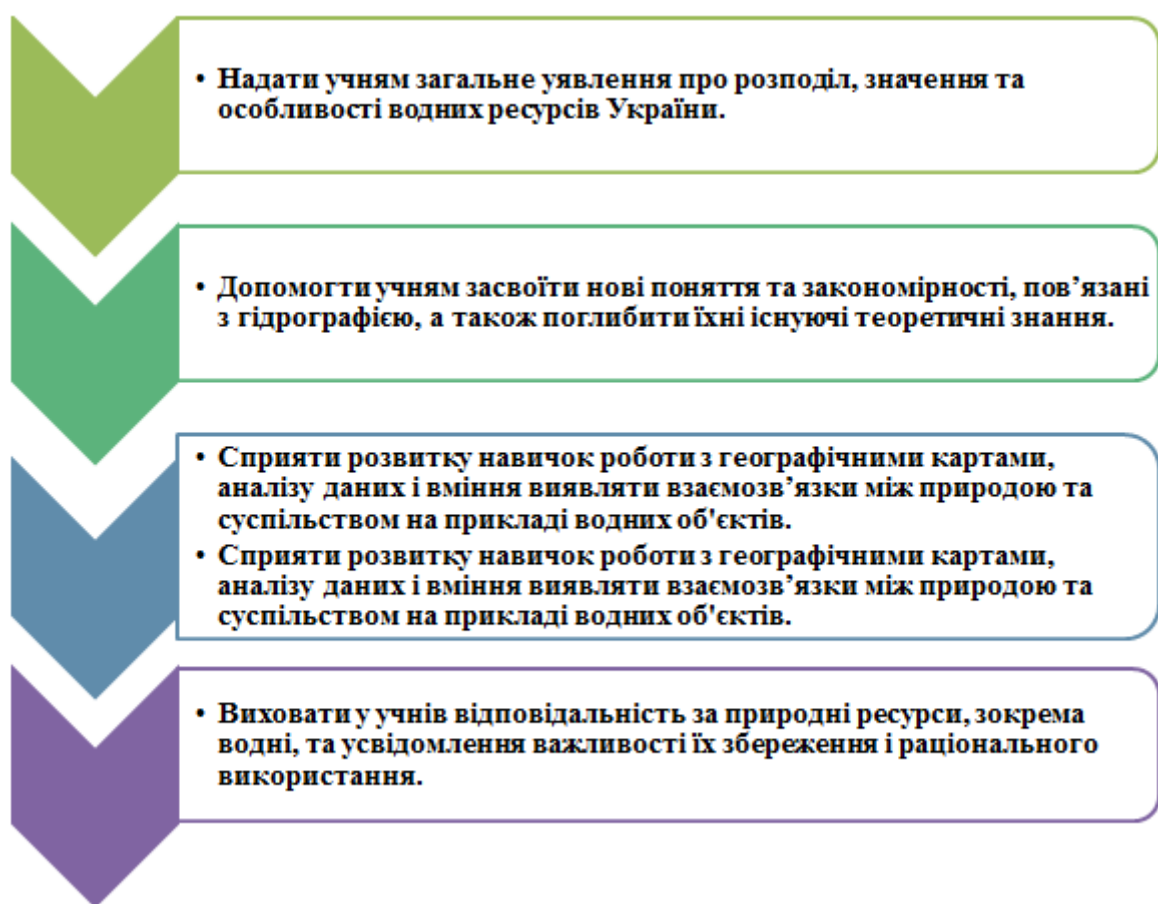 • Надати учням загальне уявлення про розподіл, значення та
особливості водних ресурсів України.
• Допомогти учням засвоїти нові поняття та закономірності, пов’язані
з гідрографією, а також поглибити їхні існуючі теоретичні знання.
• Сприяти розвитку навичок роботи з географічними картами,
аналізу даних і вміння виявляти взаємозв’язки між природою та
суспільством на прикладі водних об'єктів.
• Сприяти розвитку навичок роботи з географічними картами,
аналізу даних і вміння виявляти взаємозв’язки між природою та
суспільством на прикладі водних об'єктів.
• Виховати у учнів відповідальність за природні ресурси, зокрема
водні, та усвідомлення важливості їх збереження і раціонального
використання.